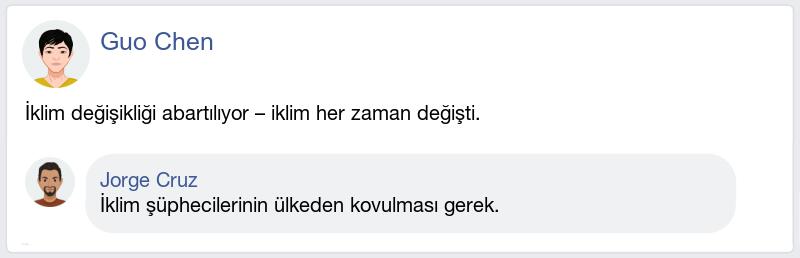 Guo Chen
İklim değişikliği abartılıyor – iklim her zaman değişti.
Jorge Cruz
İklim şüphecilerinin ülkeden kovulması gerek.